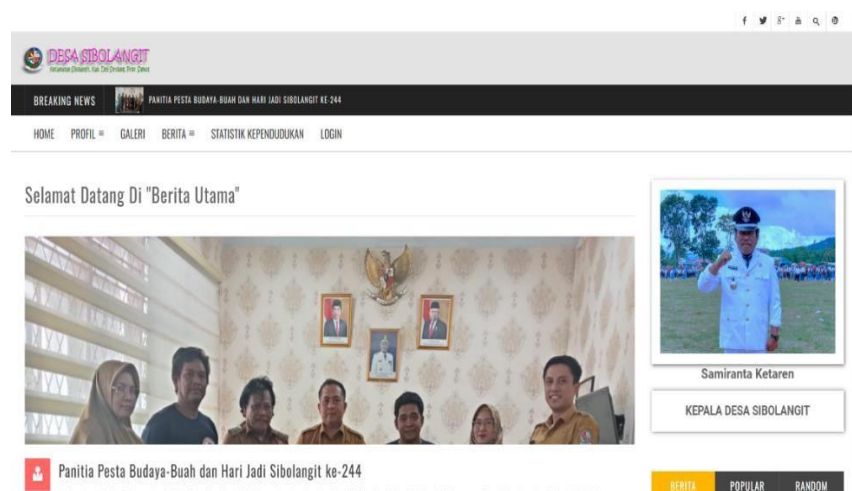 DESA SIBOLANGIT
BREAKING NEWS PANITIA PESTA BUDAYA-BUAH DAN HARI JADI SIBOLANGIT KE-244
HOME PROFIL GALERI BERITA STATISTIK KEPENDUDUKAN LOGIN
Selamat Datang Di "Berita Utama"
Samiranta Ketaren
KEPALA DESA SIBOLANGIT
Panitia Pesta Budaya-Buah dan Hari Jadi Sibolangit ke-244
BERITA POPULAR RANDOM